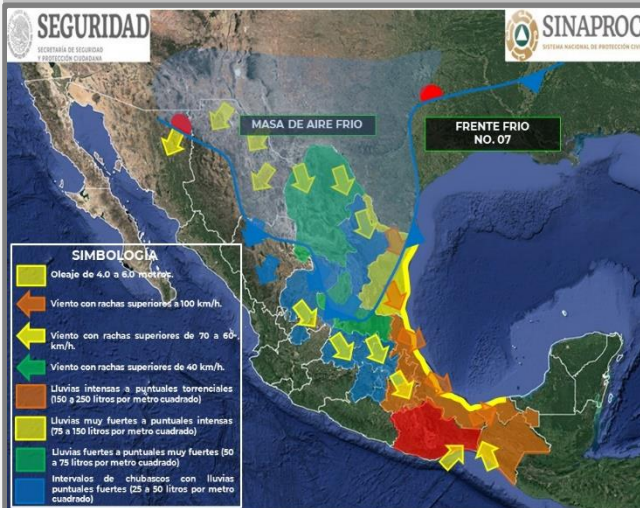 SEGURIDAD
SECRETARÍA DE SEGURIDAD
Y PROTECCIÓN CIUDADANA
SINAPROC
SISTEMA NACIONAL DE PROTECCIÓN CIVI
MASA DE AIRE FRIO
FRENTE FRIO
NO. 07
SIMBOLOGÍA
Oleaje de 4.0 a 6.0 metros.
Viento con rachas superiores a 100 km/h.
Viento con rachas superiores de 70 a 60
km/h.
Viento con rachas superiores de 40 km/h.
Lluvias intensas a puntuales torrenciales
(150 a 250 litros por metro cuadrado)
Lluvias muy fuertes a puntuales intensas
(75 a 150 litros por metro cuadrado)
Lluvias fuertes a puntuales muy fuertes (50
a 75 litros por metro cuadrado)
Intervalos de chubascos con lluvias
puntuales fuertes (25 a 50 litros por metro
cuadrado)